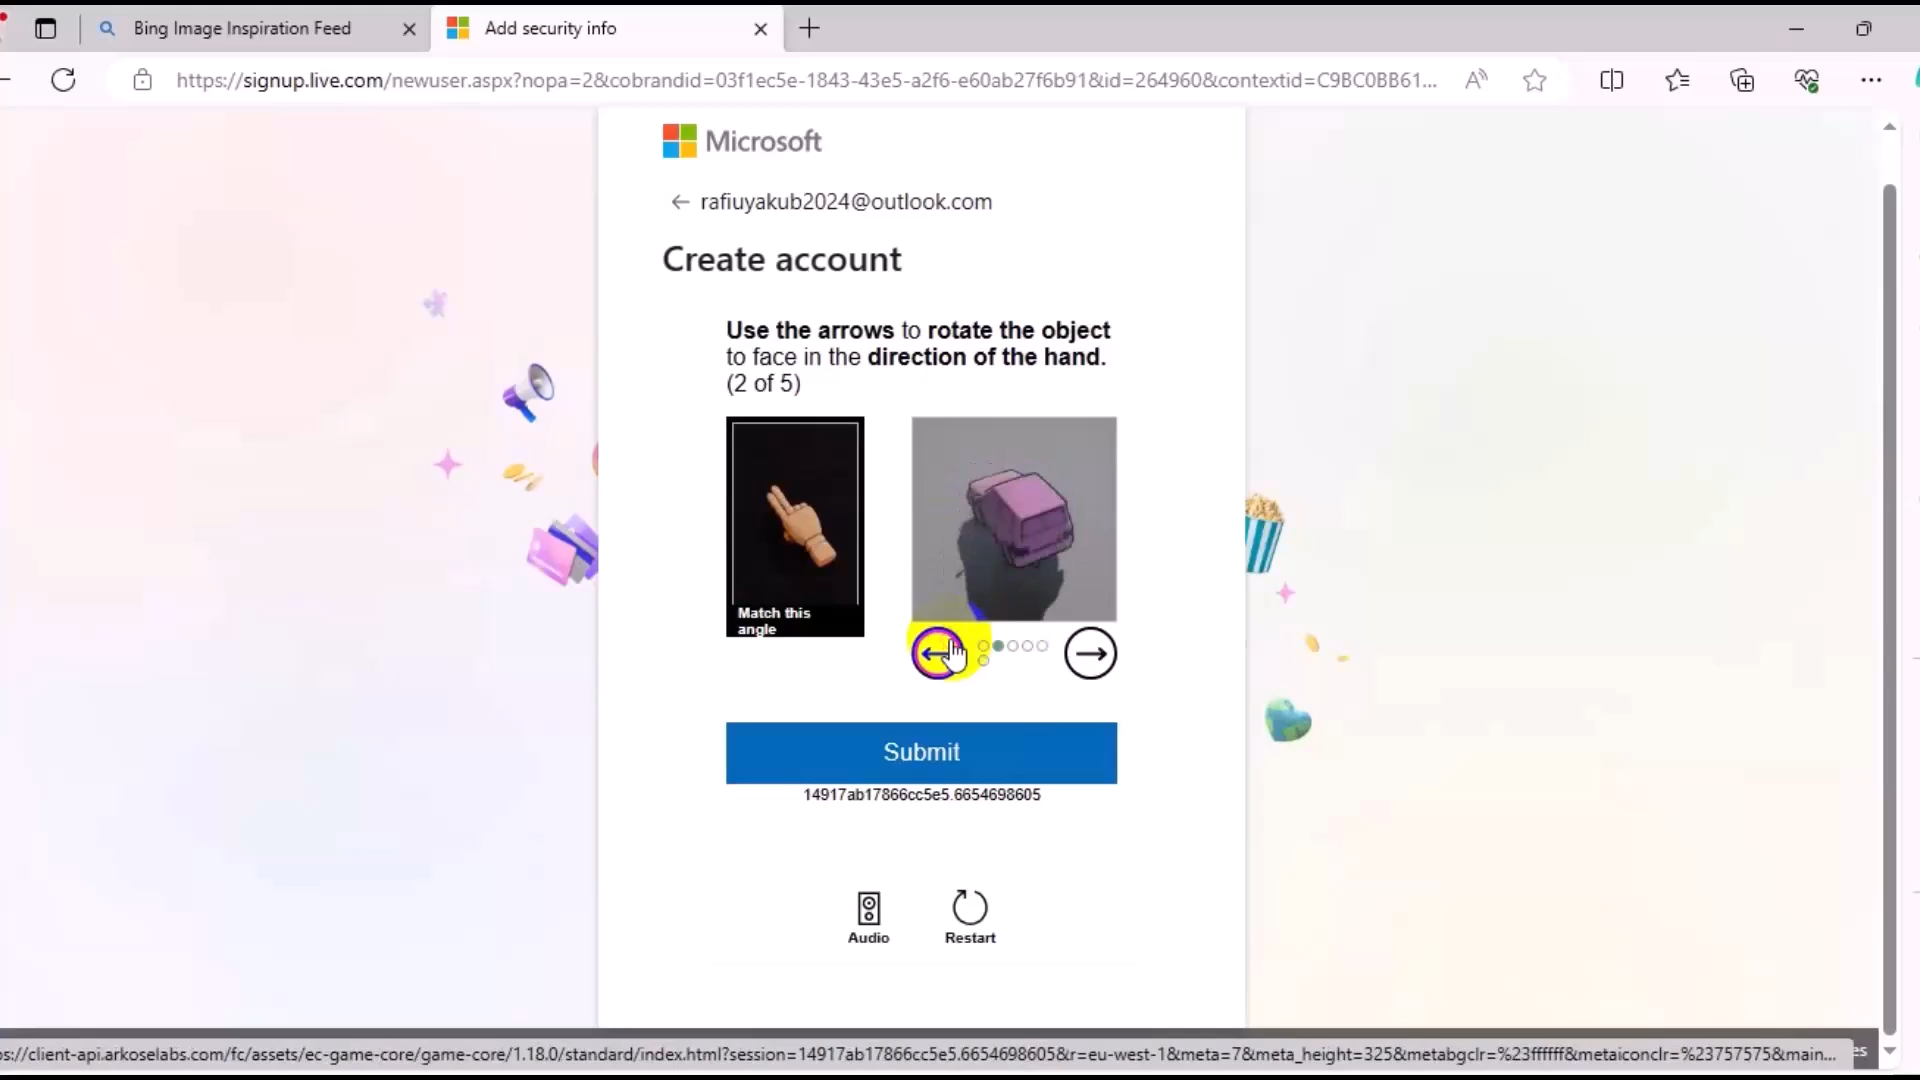 Bing Image Inspiration Feed
Add security info
https://signup.live.com/newuser.aspx?nopa=2&cobrandid=03f1ec5e-1843-43e5-a2f6-e60ab27f6b91&id=264960&contextid=C9BC0BB61...
Microsoft
rafiuyakub2024@outlook.com
Create account
Use the arrows to rotate the object
to face in the direction of the hand.
(2 of 5)
Match this
angle
Submit
14917ab17866cc5e5.6654698605
Audio
Restart
s://client-api.arkoselabs.com/fc/assets/ec-game-core/game-core/1.18.0/standard/index.html?session=14917ab17866cc5e5.6654698605&r=eu-west-1&meta=7&meta_height=325&metabgclr=%23ffffff&metaiconclr=%23757575&main...